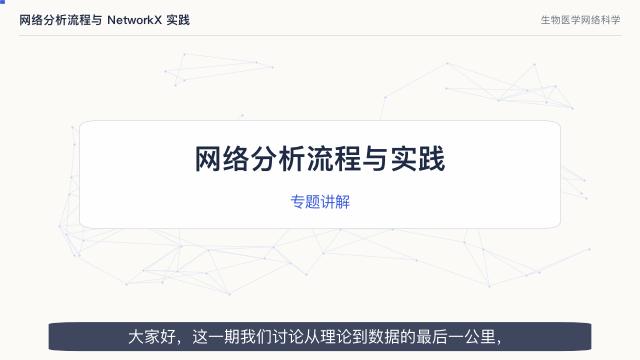 网络分析流程与 NetworkX 实践
生物医学网络科学
网络分析流程与实践
专题讲解
大家好，这一期我们讨论从理论到数据的最后一公里，